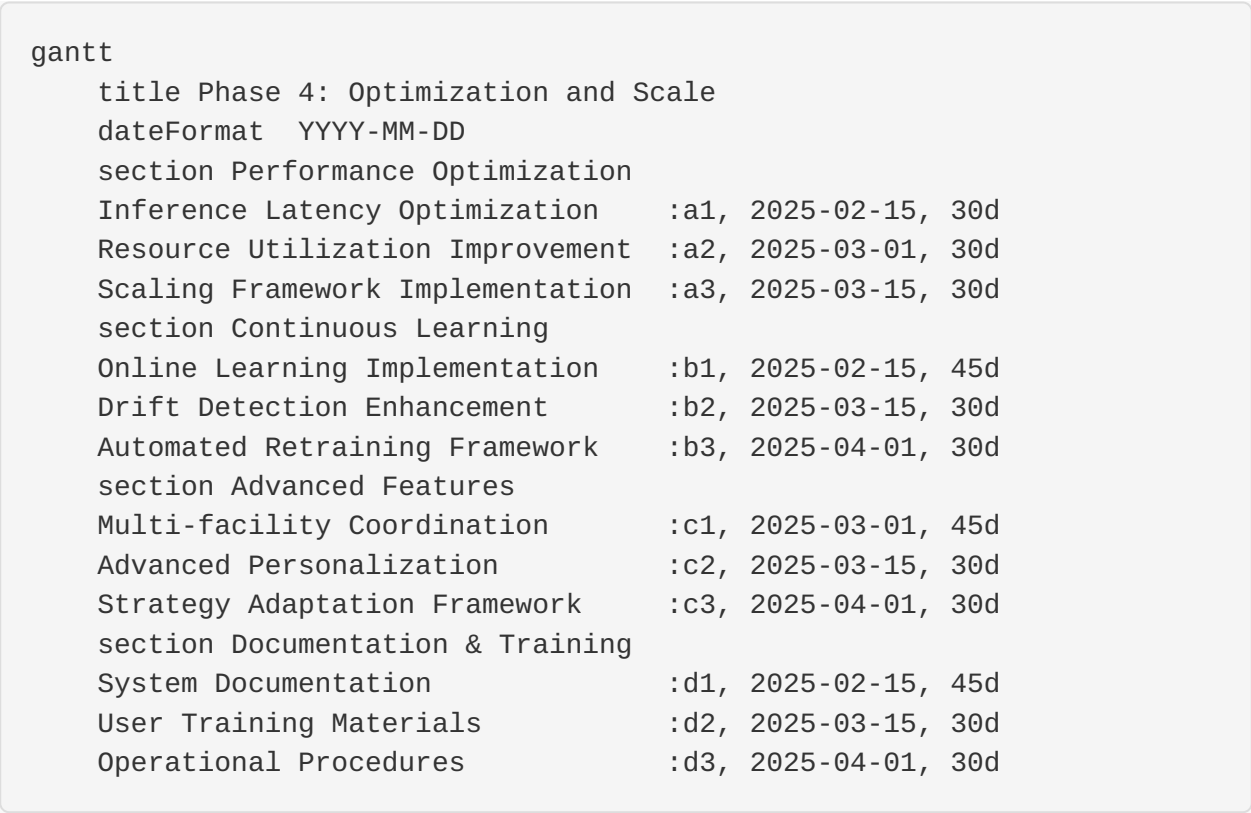 gantt
    title Phase 4: Optimization and Scale
    dateFormat  YYYY-MM-DD
    section Performance Optimization
    Inference Latency Optimization    :a1, 2025-02-15, 30d
    Resource Utilization Improvement  :a2, 2025-03-01, 30d
    Scaling Framework Implementation  :a3, 2025-03-15, 30d
    section Continuous Learning
    Online Learning Implementation    :b1, 2025-02-15, 45d
    Drift Detection Enhancement       :b2, 2025-03-15, 30d
    Automated Retraining Framework    :b3, 2025-04-01, 30d
    section Advanced Features
    Multi-facility Coordination       :c1, 2025-03-01, 45d
    Advanced Personalization          :c2, 2025-03-15, 30d
    Strategy Adaptation Framework     :c3, 2025-04-01, 30d
    section Documentation & Training
    System Documentation              :d1, 2025-02-15, 45d
    User Training Materials           :d2, 2025-03-15, 30d
    Operational Procedures            :d3, 2025-04-01, 30d